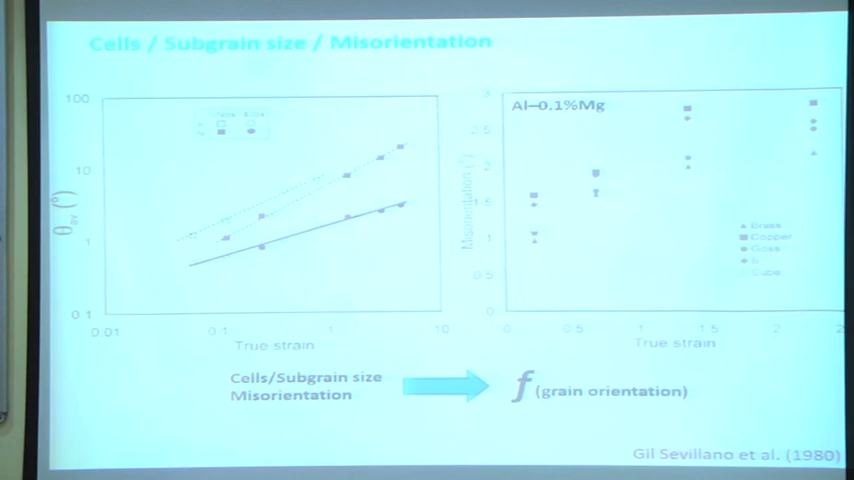 Cells / Subgrain size / Misorientation
100
10
1
0.1
θav (°)
0.01
0.1
1
10
True strain
Al–0.1%Mg
3
2.5
2
1.5
1
0.5
0
Misorientation (°)
Brass
Copper
Goss
S
Cube
0
0.5
1
1.5
2
True strain
Cells/Subgrain size
Misorientation
f (grain orientation)
Gil Sevillano et al. (1980)